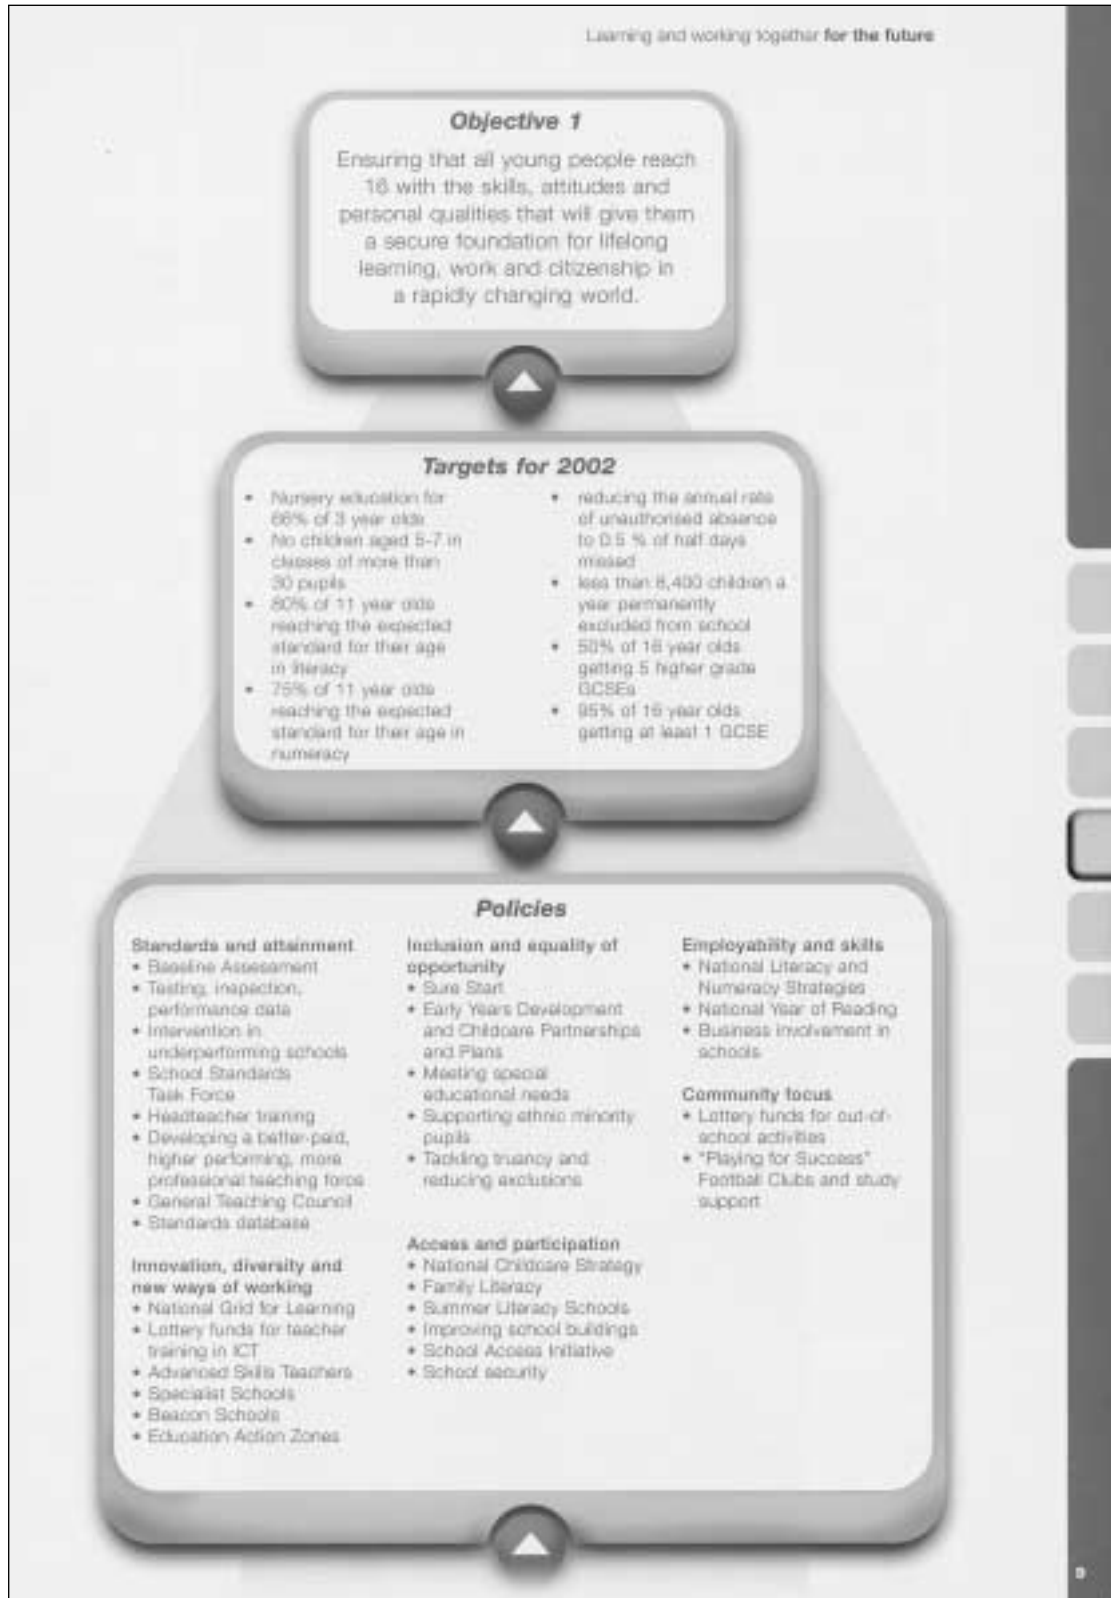 Learning and working together for the future
Objective 1
Ensuring that all young people reach
16 with the skills, attitudes and
personal qualities that will give them
a secure foundation for lifelong
learning, work and citizenship in
a rapidly changing world.
Targets for 2002
• Nursery education for
66% of 3 year olds
• No children aged 5-7 in
classes of more than
30 pupils
• 80% of 11 year olds
reaching the expected
standard for their age
in literacy
• 75% of 11 year olds
reaching the expected
standard for their age in
numeracy
• reducing the annual rate
of unauthorised absence
to 0.5 % of half days
missed
• less than 8,400 children a
year permanently
excluded from school
• 50% of 16 year olds
getting 5 higher grade
GCSEs
• 95% of 16 year olds
getting at least 1 GCSE
Policies
Standards and attainment
• Baseline Assessment
• Testing, inspection,
performance data
• Intervention in
underperforming schools
• School Standards
Task Force
• Headteacher training
• Developing a better-paid,
higher performing, more
professional teaching force
• General Teaching Council
• Standards database
Innovation, diversity and
new ways of working
• National Grid for Learning
• Lottery funds for teacher
training in ICT
• Advanced Skills Teachers
• Specialist Schools
• Beacon Schools
• Education Action Zones
Inclusion and equality of
opportunity
• Sure Start
• Early Years Development
and Childcare Partnerships
and Plans
• Meeting special
educational needs
• Supporting ethnic minority
pupils
• Tackling truancy and
reducing exclusions
Access and participation
• National Childcare Strategy
• Family Literacy
• Summer Literacy Schools
• Improving school buildings
• School Access Initiative
• School security
Employability and skills
• National Literacy and
Numeracy Strategies
• National Year of Reading
• Business involvement in
schools
Community focus
• Lottery funds for out-of-
school activities
• "Playing for Success"
Football Clubs and study
support
9